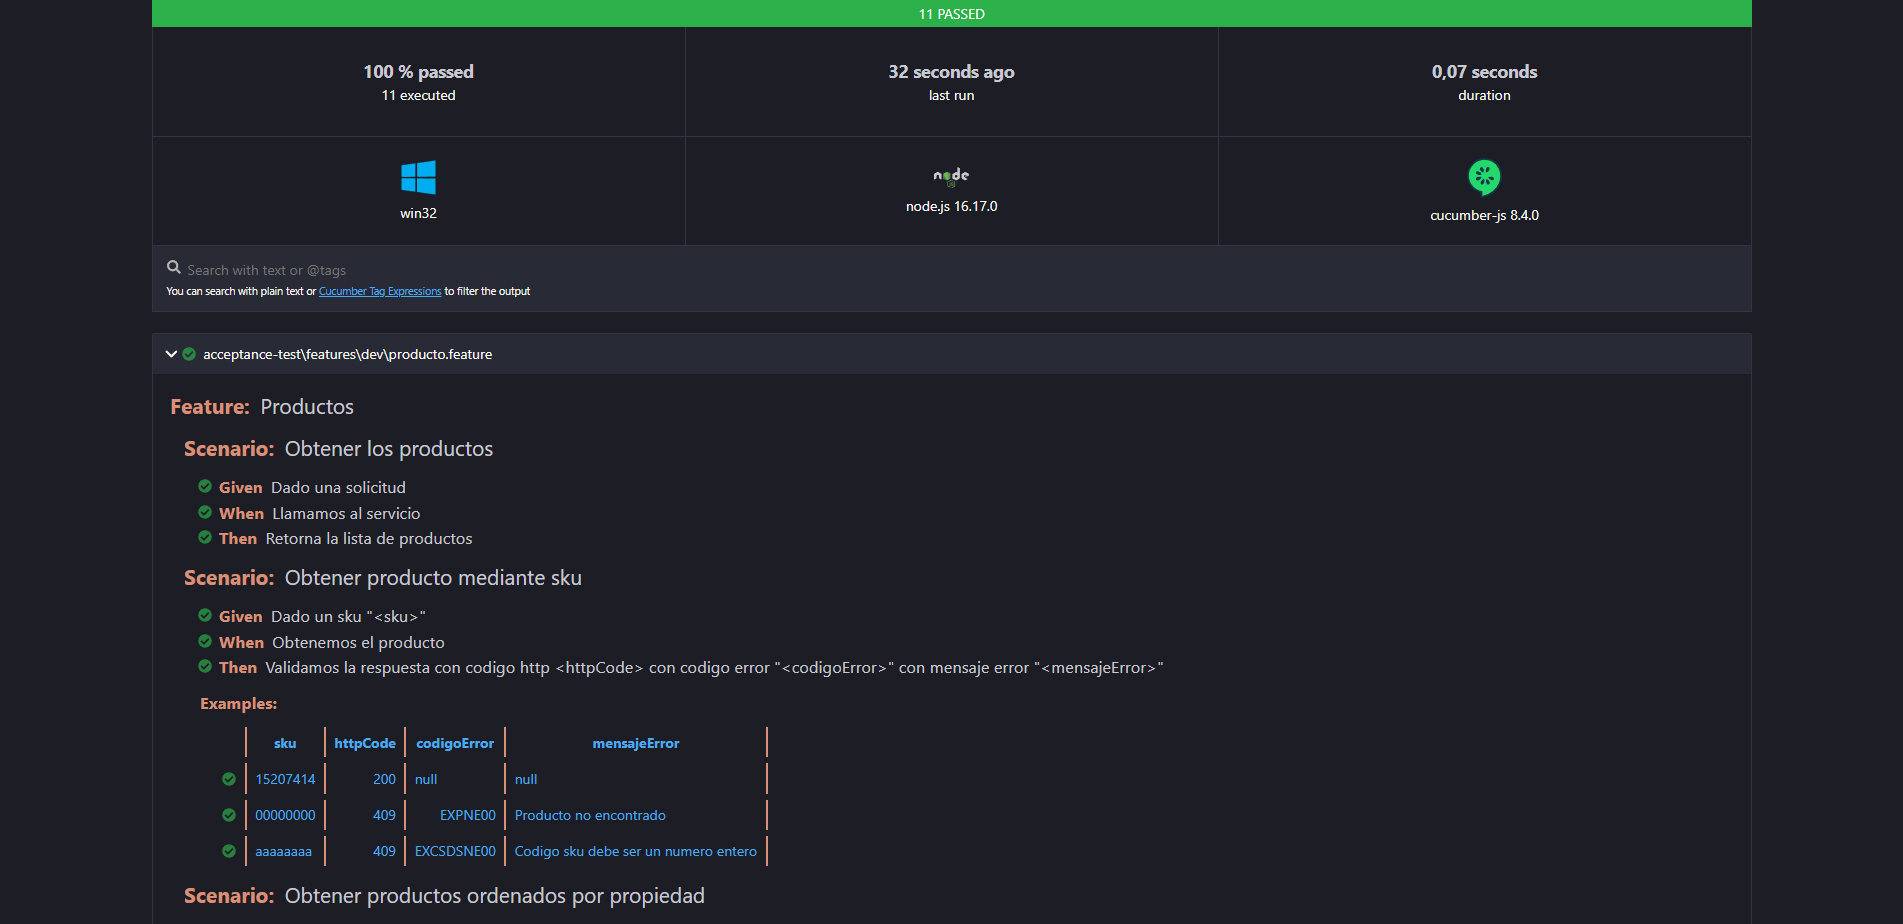 11 PASSED
100 % passed
11 executed
32 seconds ago
last run
0,07 seconds
duration
win32
node
node.js 16.17.0
cucumber-js 8.4.0
Search with text or @tags
You can search with plain text or Cucumber Tag Expressions to filter the output
acceptance-test\features\dev\producto.feature
Feature: Productos
Scenario: Obtener los productos
Given Dado una solicitud
When Llamamos al servicio
Then Retorna la lista de productos
Scenario: Obtener producto mediante sku
Given Dado un sku "<sku>"
When Obtenemos el producto
Then Validamos la respuesta con codigo http <httpCode> con codigo error "<codigoError>" con mensaje error "<mensajeError>"
Examples:
sku httpCode codigoError mensajeError
15207414 200 null null
00000000 409 EXPNE00 Producto no encontrado
aaaaaaaa 409 EXCSDSNE00 Codigo sku debe ser un numero entero
Scenario: Obtener productos ordenados por propiedad